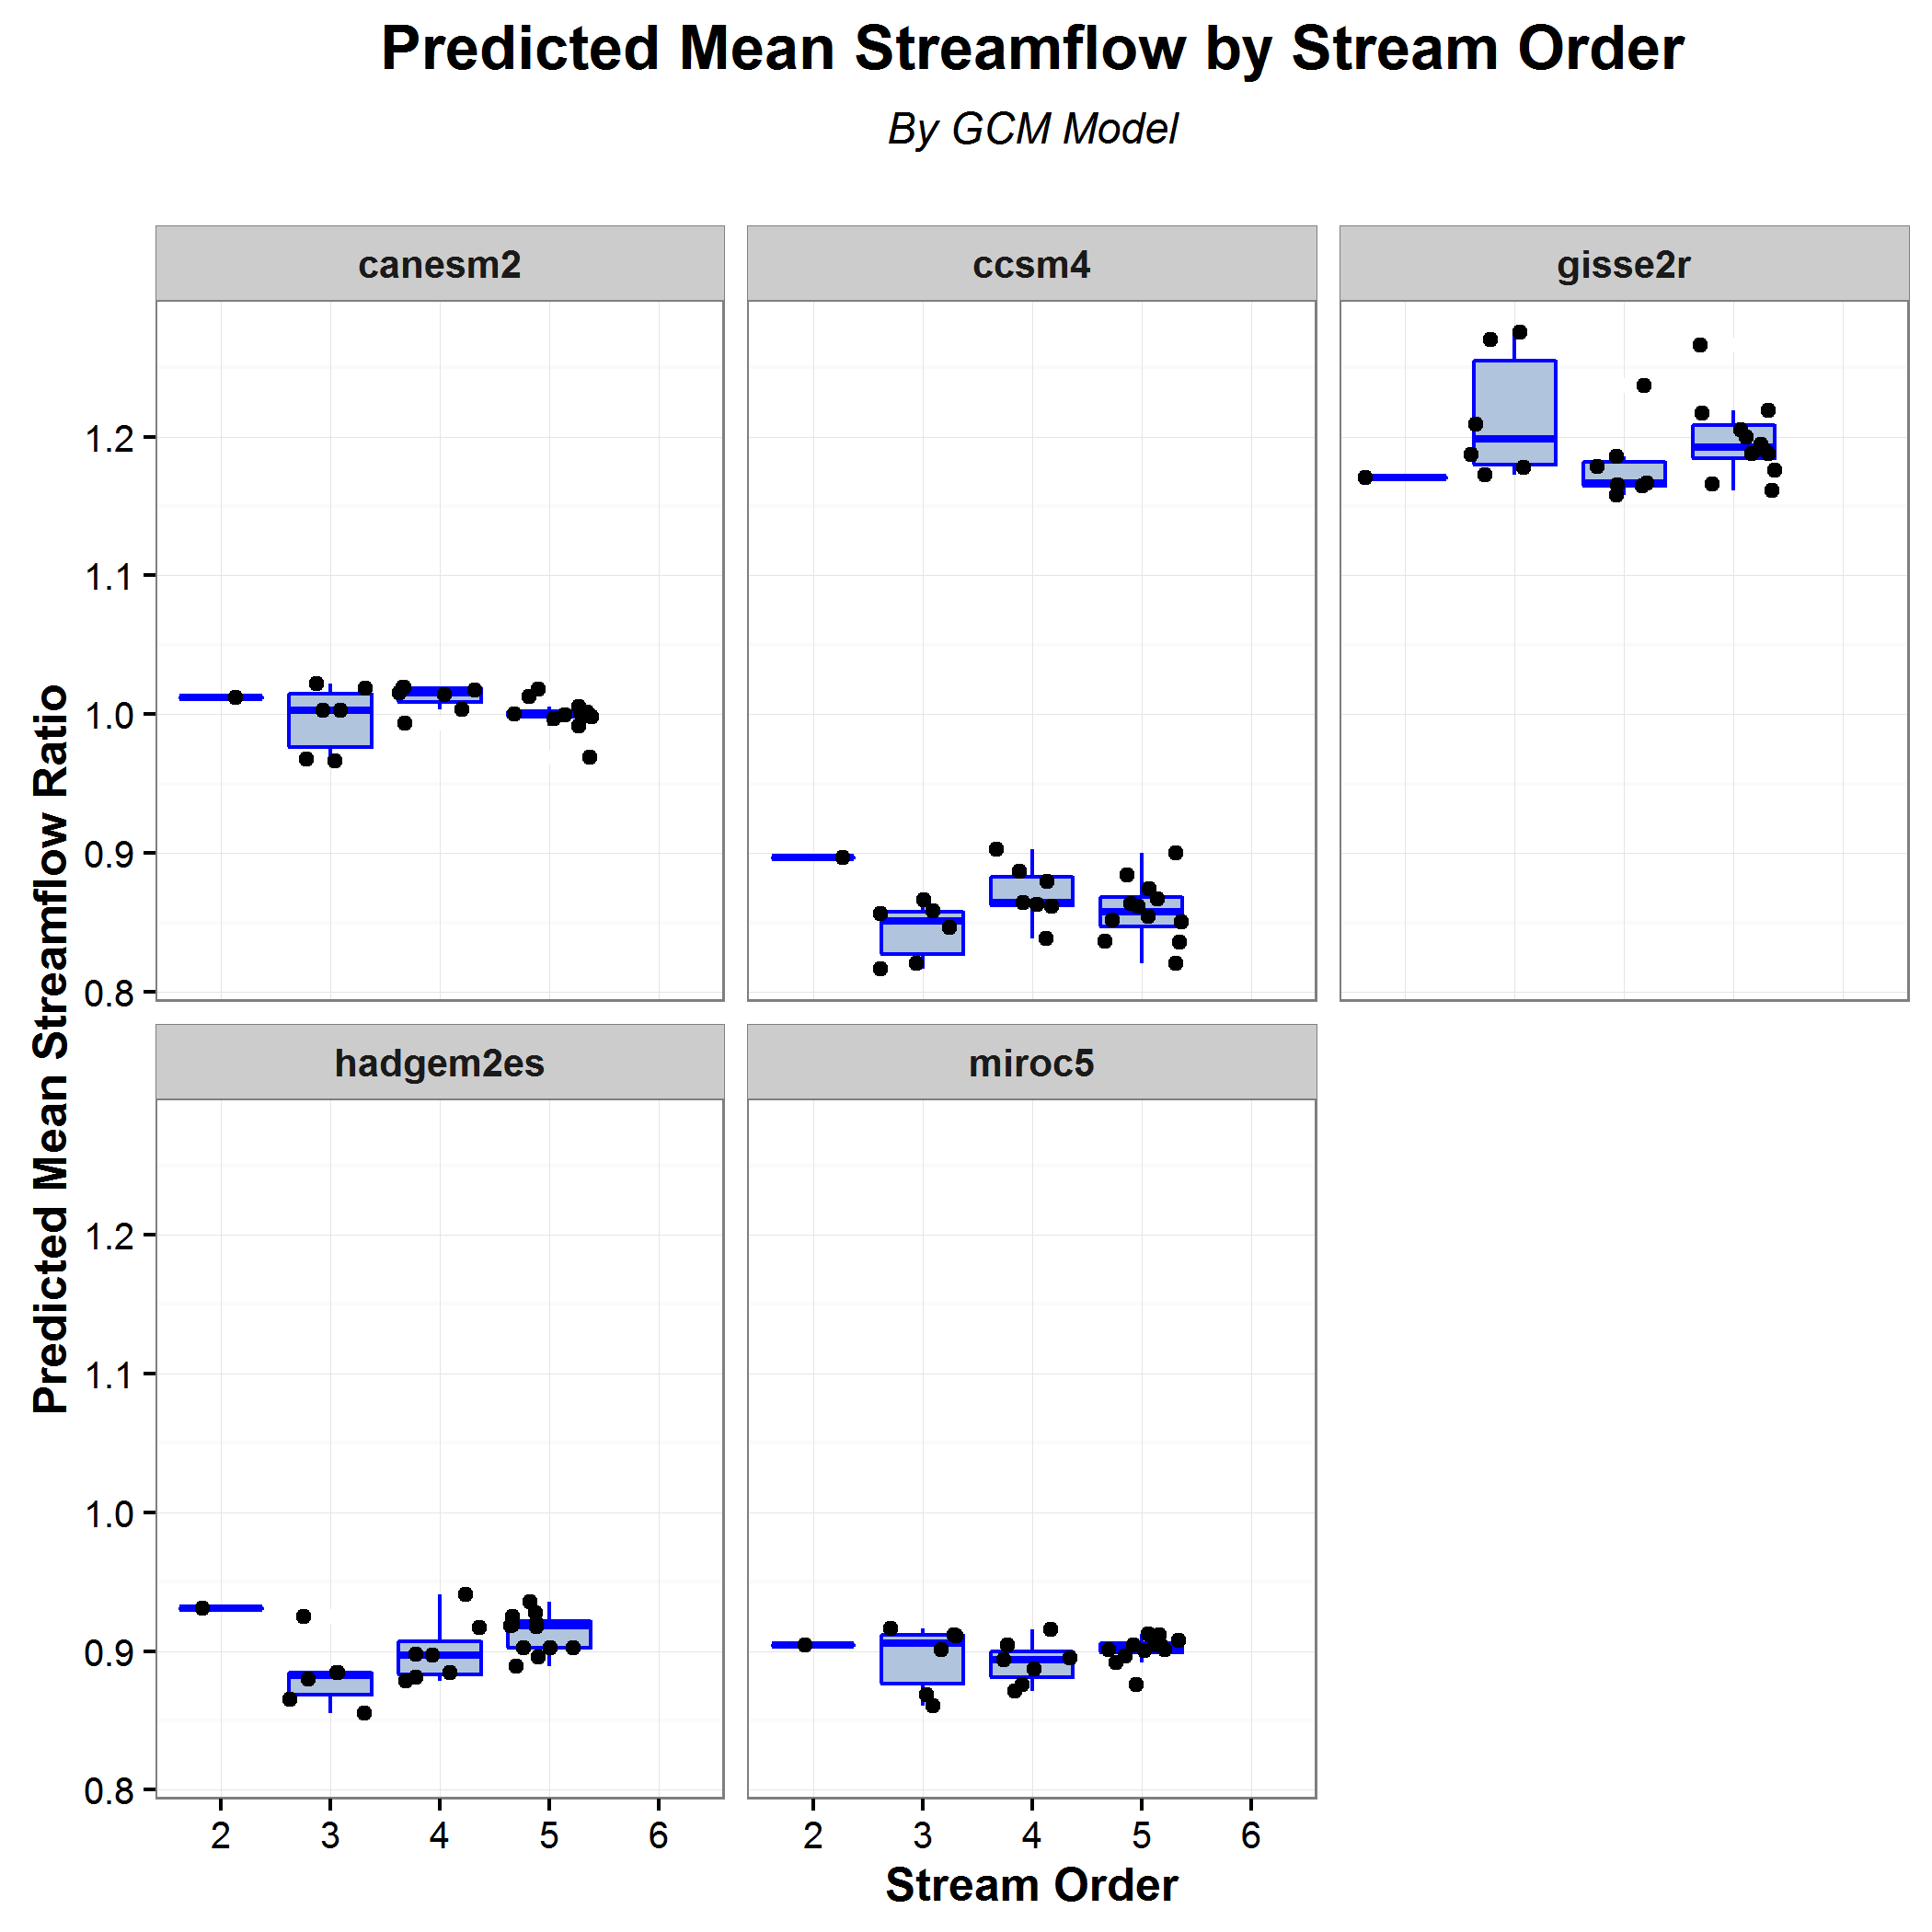 Predicted Mean Streamflow by Stream Order
By GCM Model
canesm2
ccsm4
gisse2r
1.2
1.1
1.0
0.9
0.8
Predicted Mean Streamflow Ratio
hadgem2es
miroc5
1.2
1.1
1.0
0.9
0.8
2 3 4 5 6
2 3 4 5 6
Stream Order